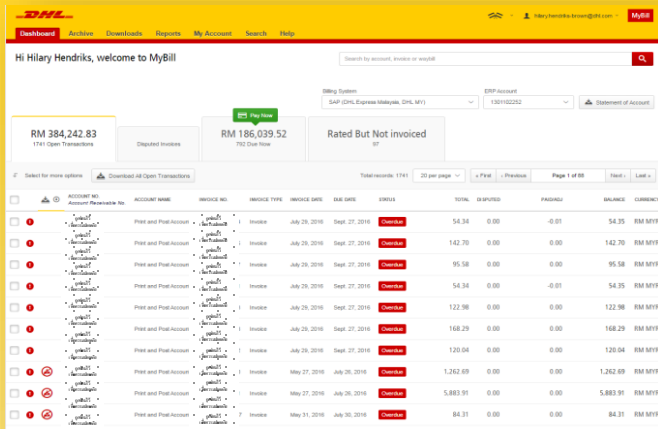 DHL
hilary.hendriks-brown@dhl.com MyBill
Dashboard Archive Downloads Reports My Account Search Help
Hi Hilary Hendriks, welcome to MyBill
Search by account, invoice or waybill
Billing System ERP Account
SAP (DHL Express Malaysia, DHL MY) 1301102252 Statement of Account
Pay Now
RM 384,242.83 RM 186,039.52 Rated But Not invoiced
1741 Open Transactions Disputed Invoices 792 Due Now 97
Select for more options Download All Open Transactions Total records: 1741 20 per page « First ‹ Previous Page 1 of 88 Next › Last »
ACCOUNT NO. ACCOUNT NAME INVOICE NO. INVOICE TYPE INVOICE DATE DUE DATE STATUS TOTAL DISPUTED PAID/ADJ BALANCE CURRENCY
Account Receivable No
Print and Post Accoun Invoice July 29, 2016 Sept. 27, 2016 Overdue 54.34 0.00 -0.01 54.35 RM MYR
Print and Post Accoun Invoice July 29, 2016 Sept. 27, 2016 Overdue 142.70 0.00 0.00 142.70 RM MYR
Print and Post Accoun Invoice July 29, 2016 Sept. 27, 2016 Overdue 95.58 0.00 0.00 95.58 RM MYR
Print and Post Accoun Invoice July 29, 2016 Sept. 27, 2016 Overdue 54.34 0.00 -0.01 54.35 RM MYR
Print and Post Accoun Invoice July 29, 2016 Sept. 27, 2016 Overdue 122.98 0.00 0.00 122.98 RM MYR
Print and Post Accoun Invoice July 29, 2016 Sept. 27, 2016 Overdue 168.29 0.00 0.00 168.29 RM MYR
Print and Post Accoun Invoice July 29, 2016 Sept. 27, 2016 Overdue 120.04 0.00 0.00 120.04 RM MYR
Print and Post Accoun Invoice May 27, 2016 July 26, 2016 Overdue 1,262.69 0.00 0.00 1,262.69 RM MYR
Print and Post Accoun Invoice May 27, 2016 July 26, 2016 Overdue 5,883.91 0.00 0.00 5,883.91 RM MYR
Print and Post Accoun 7 Invoice May 31, 2016 July 30, 2016 Overdue 84.31 0.00 0.00 84.31 RM MYR